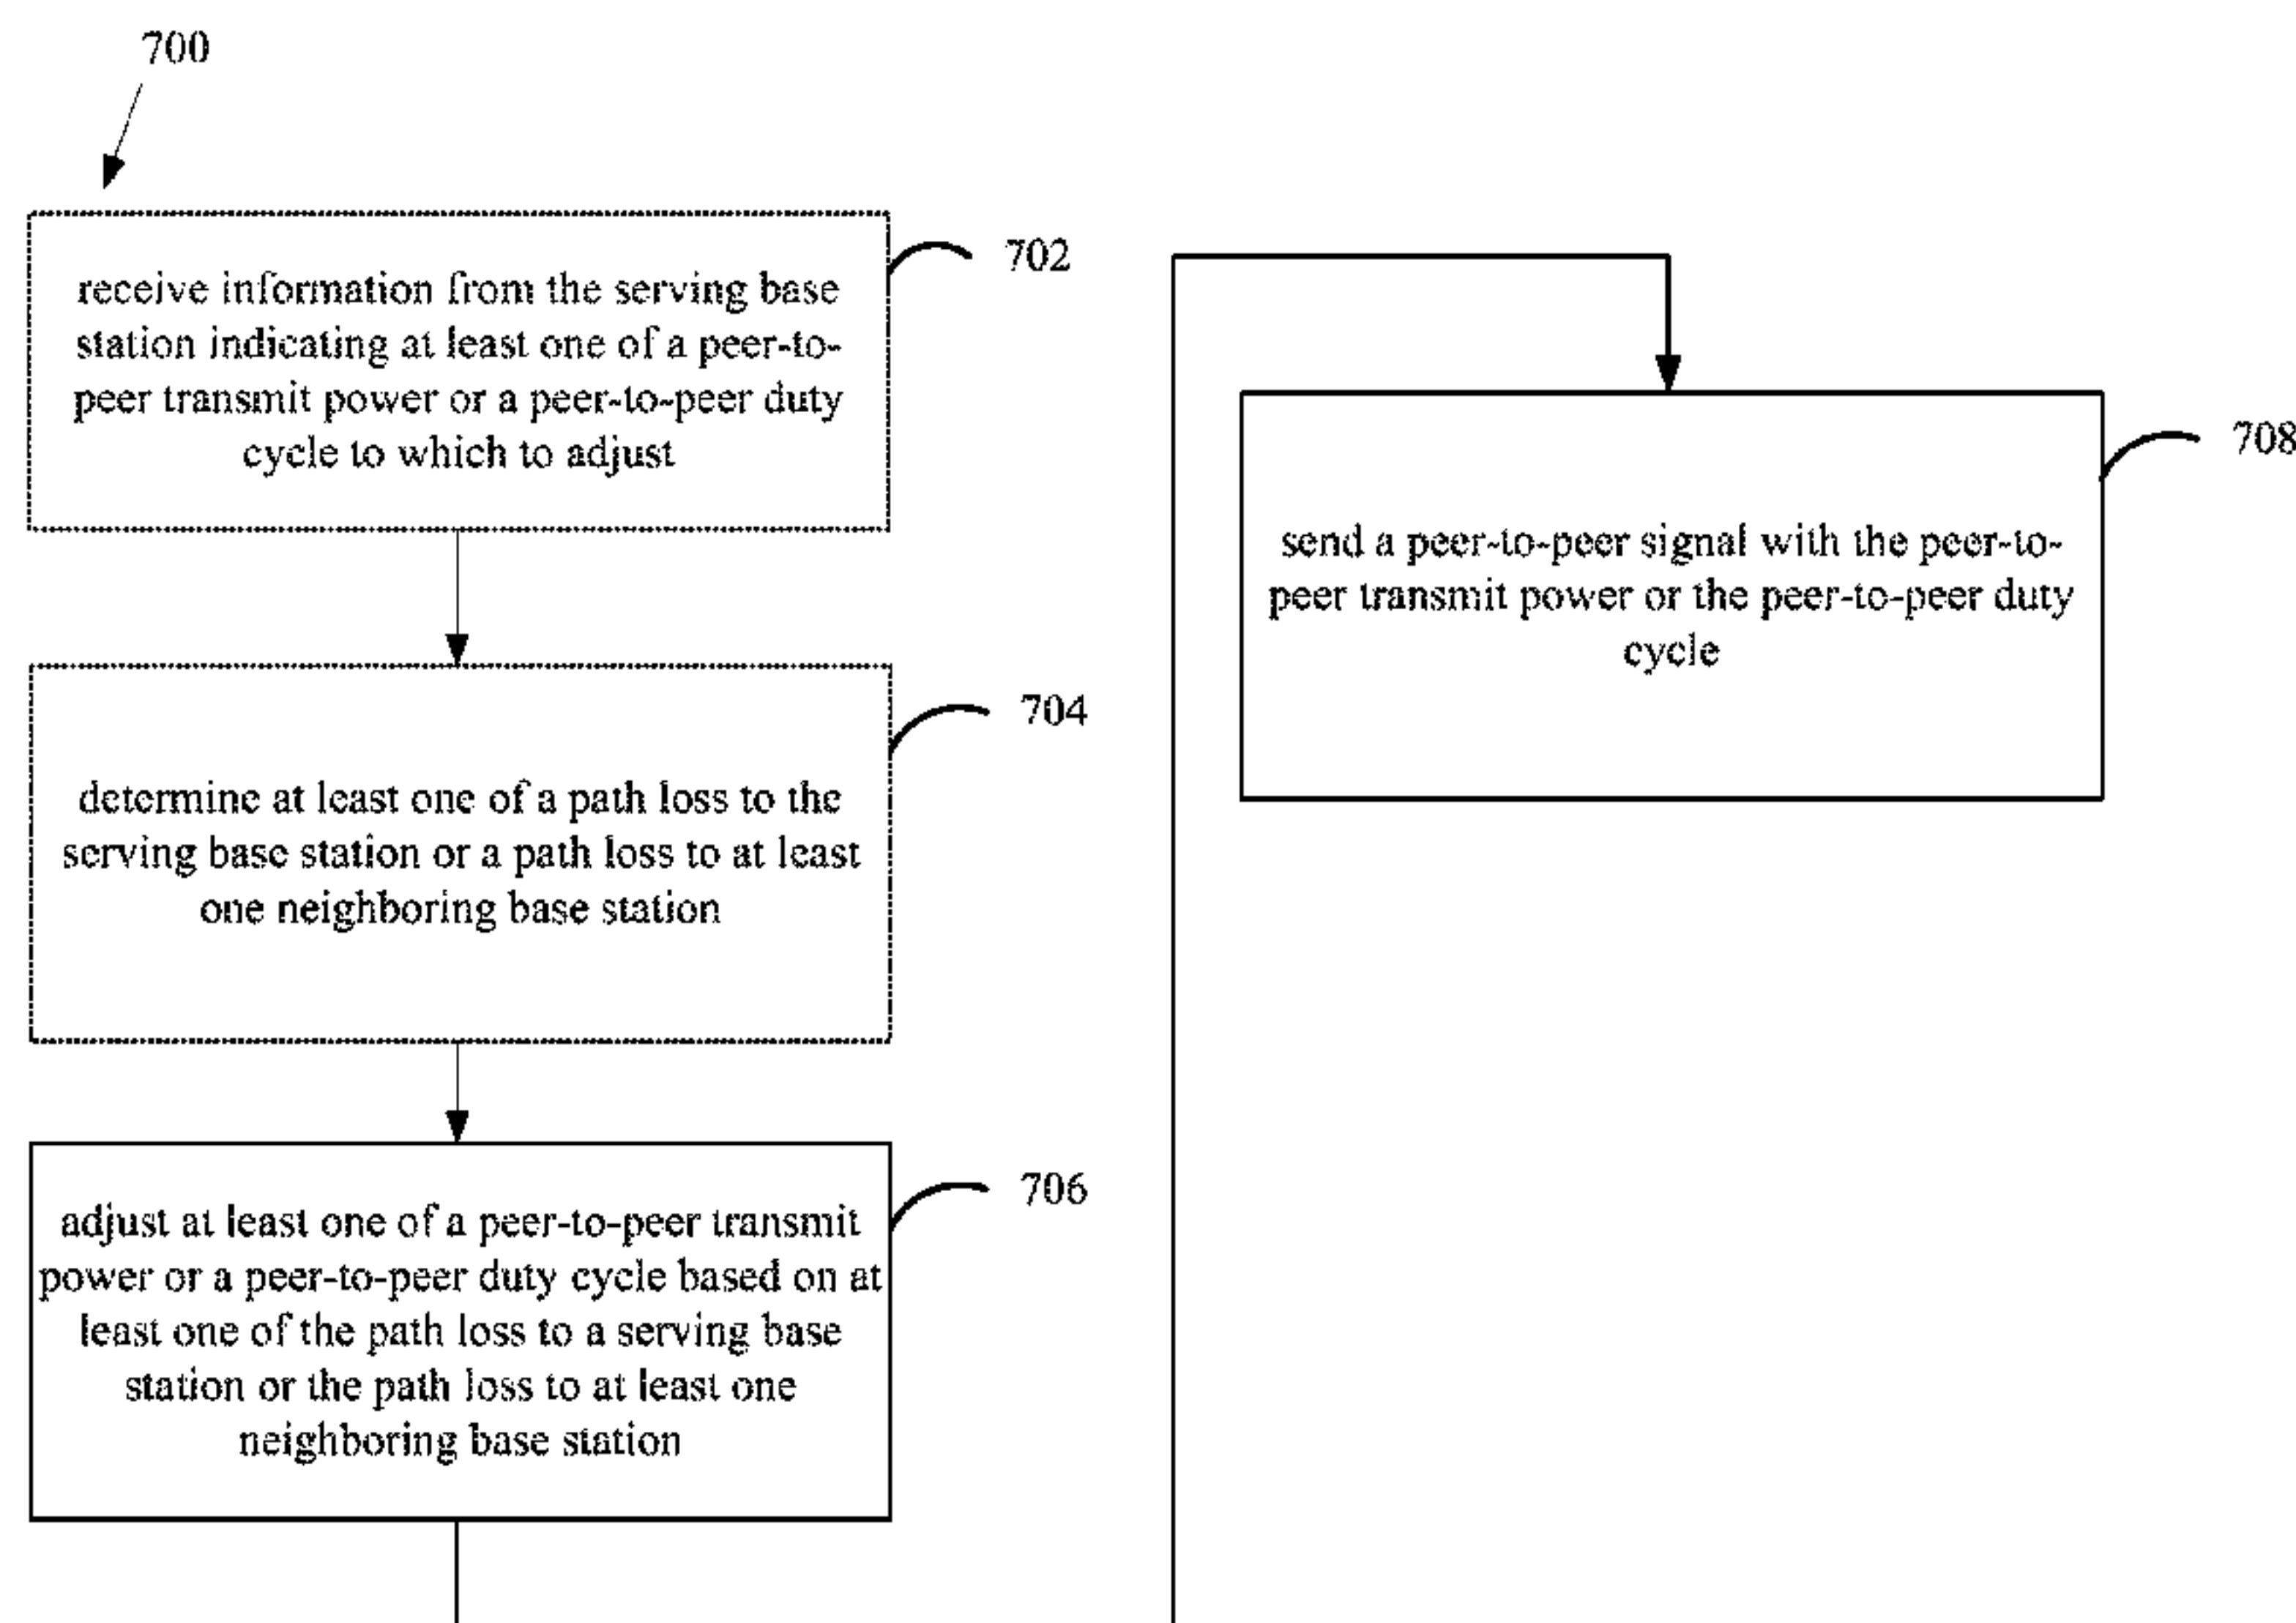 700
702
receive information from the serving base
station indicating at least one of a peer-to-
peer transmit power or a peer-to-peer duty
cycle to which to adjust
704
determine at least one of a path loss to the
serving base station or a path loss to at least
one neighboring base station
706
adjust at least one of a peer-to-peer transmit
power or a peer-to-peer duty cycle based on at
least one of the path loss to a serving base
station or the path loss to at least one
neighboring base station
708
send a peer-to-peer signal with the peer-to-
peer transmit power or the peer-to-peer duty
cycle